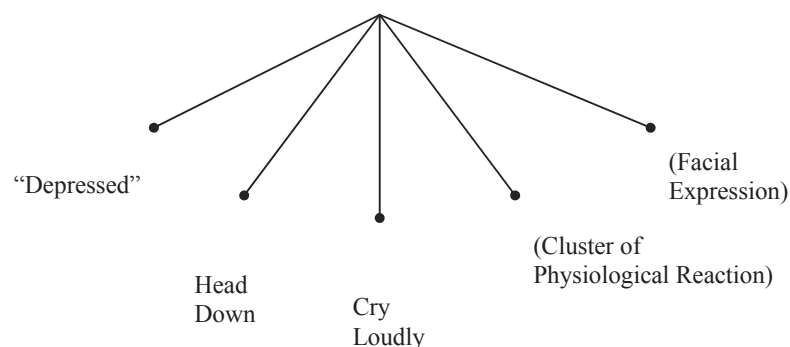 “Depressed”
Head
Down
Cry
Loudly
(Cluster of
Physiological Reaction)
(Facial
Expression)